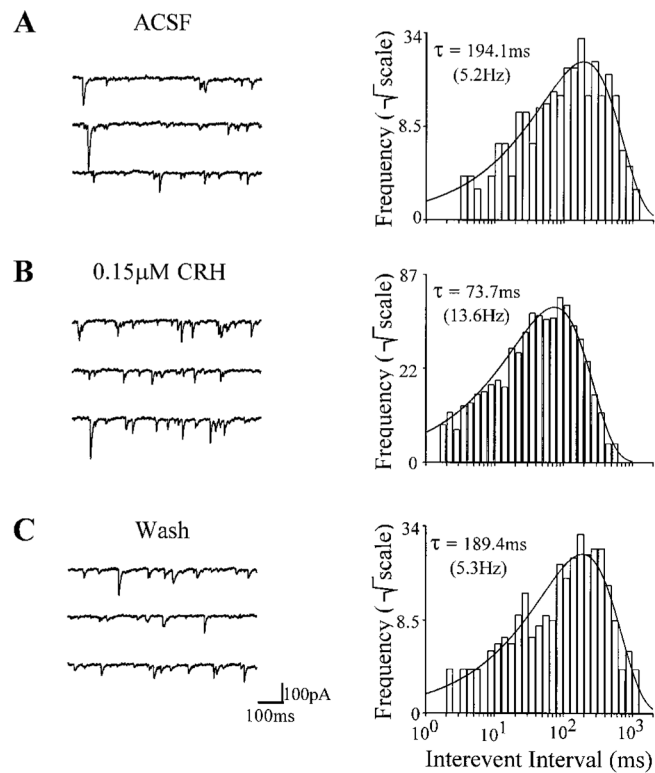 A
ACSF
34
8.5
0
Frequency (√scale)
τ = 194.1ms
(5.2Hz)
B
0.15μM CRH
87
22
0
Frequency (√scale)
τ = 73.7ms
(13.6Hz)
C
Wash
100pA
100ms
34
8.5
0
Frequency (√scale)
τ = 189.4ms
(5.3Hz)
10⁰ 10¹ 10² 10³
Interevent Interval (ms)